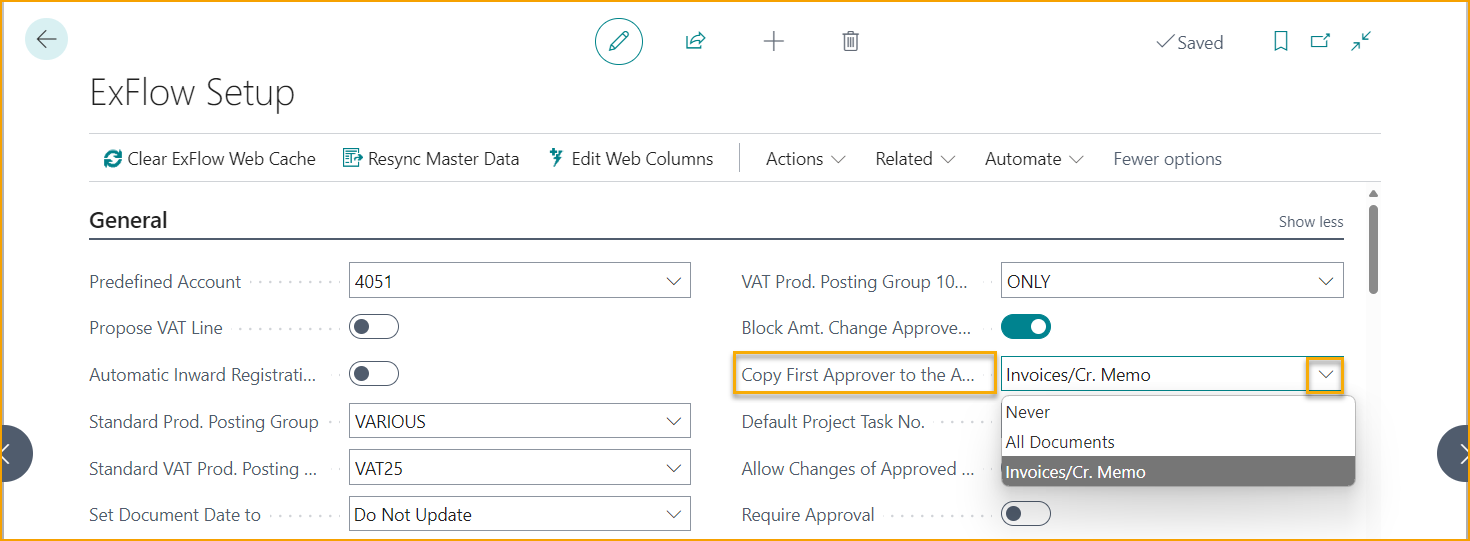 Saved
ExFlow Setup
Clear ExFlow Web Cache Resync Master Data Edit Web Columns Actions Related Automate Fewer options
General Show less
Predefined Account 4051 VAT Prod. Posting Group 10... ONLY
Propose VAT Line Block Amt. Change Approve...
Automatic Inward Registrati... Copy First Approver to the A... Invoices/Cr. Memo
Never
Standard Prod. Posting Group VARIOUS Default Project Task No.
All Documents
Standard VAT Prod. Posting ... VAT25 Allow Changes of Approved ... Invoices/Cr. Memo
Set Document Date to Do Not Update Require Approval